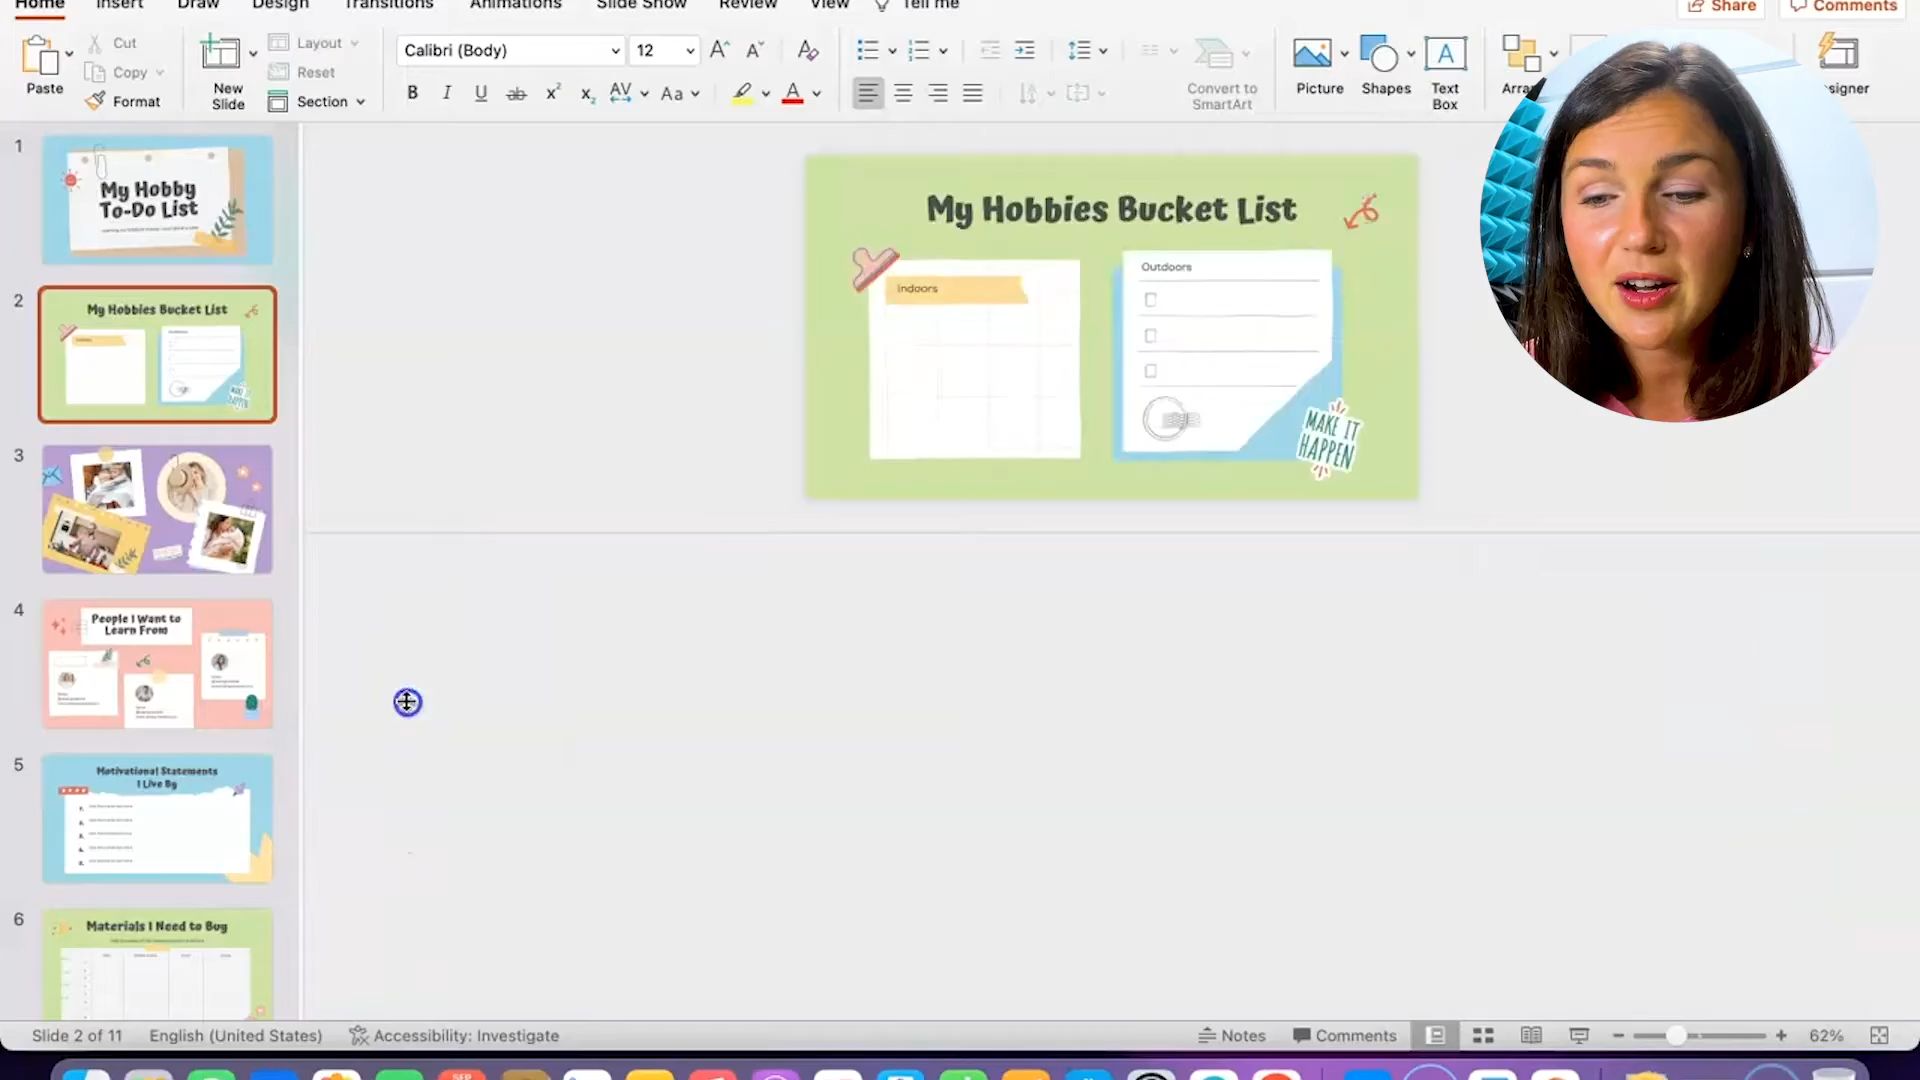 Home Insert Draw Design Transitions Animations Slide Show Review View Tell me Share Comments
Cut
Copy
Format
Paste
New
Slide
Layout
Reset
Section
Calibri (Body) 12
Convert to
SmartArt
Picture
Shapes
Text
Box
1
My Hobby
To-Do List
2
My Hobbies Bucket List
3
4
People I Want to
Learn From
5
Motivational Statements
I Live By
6
Materials I Need to Buy
My Hobbies Bucket List
Indoors
Outdoors
MAKE IT
HAPPEN
Slide 2 of 11 English (United States) Accessibility: Investigate Notes Comments 62%
SEP